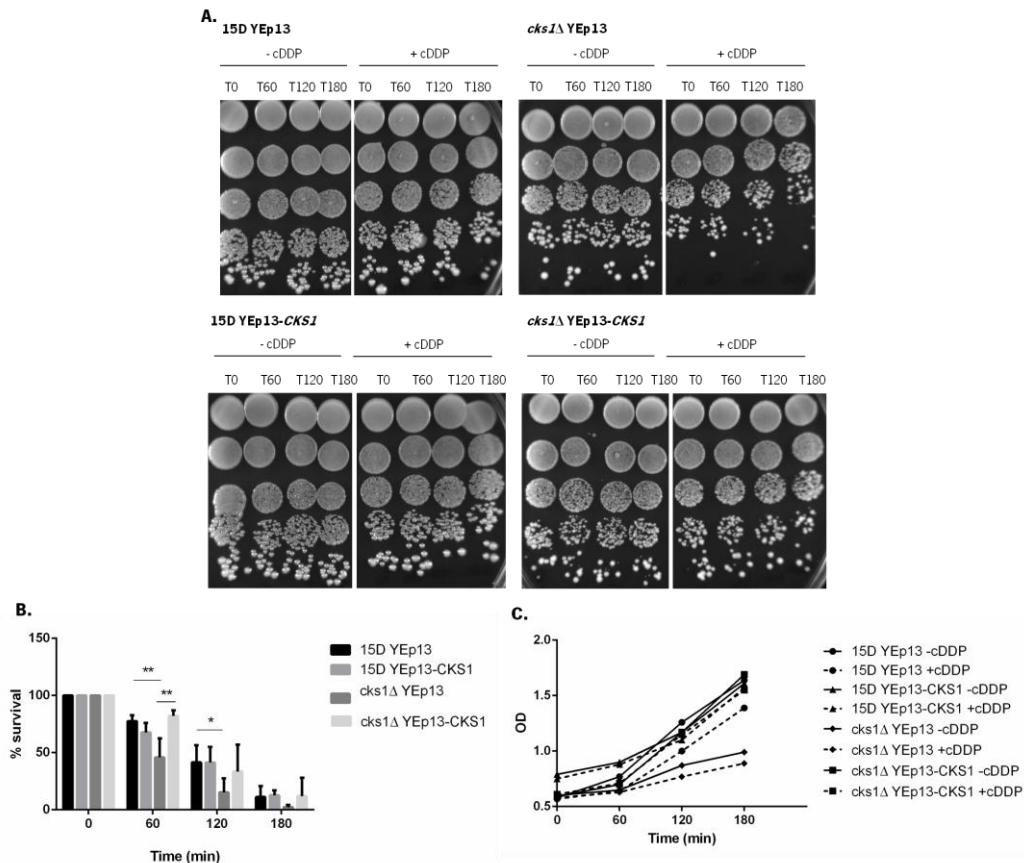 A.
15D YEp13
cks1Δ YEp13
- cDDP + cDDP - cDDP + cDDP
T0 T60 T120 T180 T0 T60 T120 T180 T0 T60 T120 T180 T0 T60 T120 T180
15D YEp13-CKS1
cks1Δ YEp13-CKS1
- cDDP + cDDP - cDDP + cDDP
T0 T60 T120 T180 T0 T60 T120 T180 T0 T60 T120 T180 T0 T60 T120 T180
B.
150
100
50
0
% survival
**
**
*
0 60 120 180
Time (min)
15D YEp13
15D YEp13-CKS1
cks1Δ YEp13
cks1Δ YEp13-CKS1
C.
2.0
1.5
1.0
0.5
OD
0 60 120 180
Time (min)
15D YEp13 -cDDP
15D YEp13 +cDDP
15D YEp13-CKS1 -cDDP
15D YEp13-CKS1 +cDDP
cks1Δ YEp13 -cDDP
cks1Δ YEp13 +cDDP
cks1Δ YEp13-CKS1 -cDDP
cks1Δ YEp13-CKS1 +cDDP